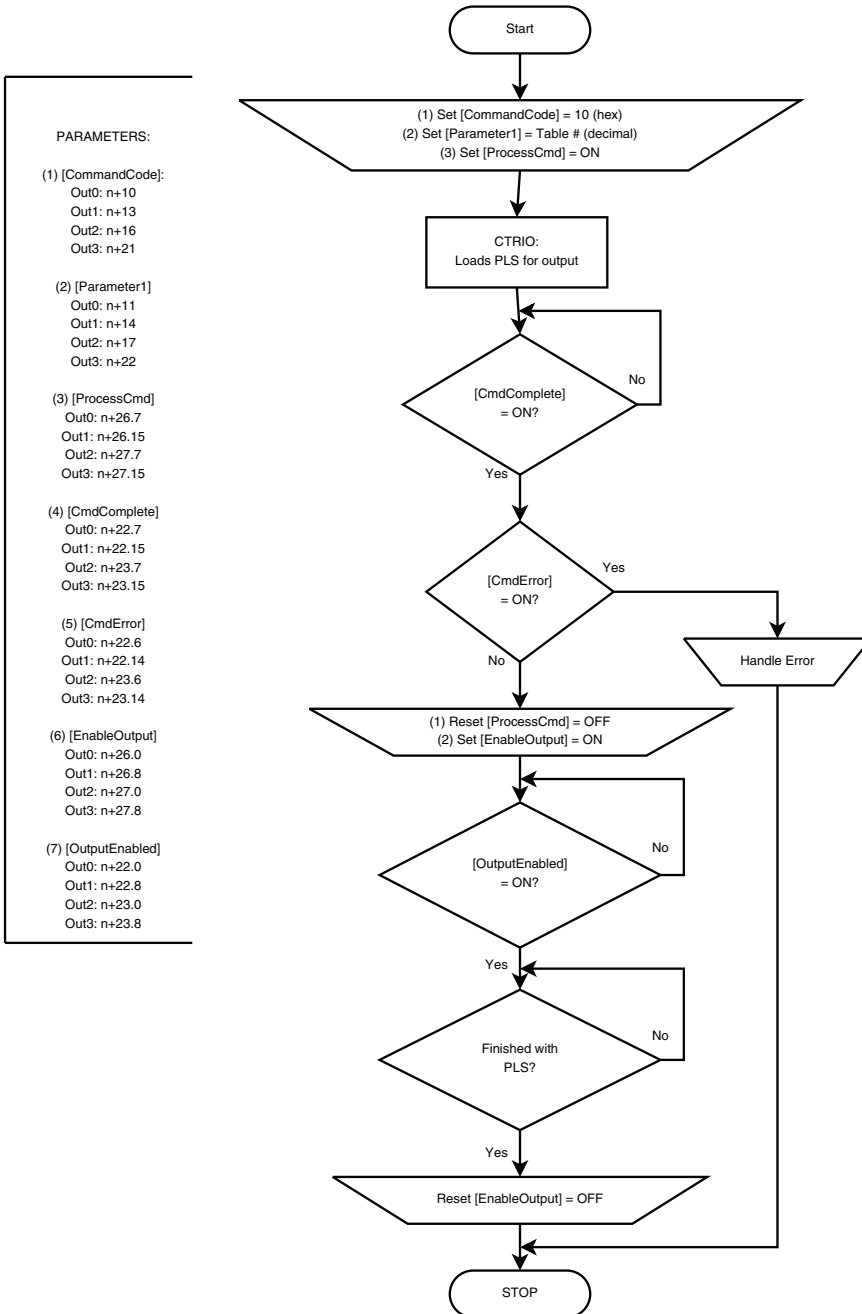 Start
(1) Set [CommandCode] = 10 (hex)
(2) Set [Parameter1] = Table # (decimal)
(3) Set [ProcessCmd] = ON
PARAMETERS:
(1) [CommandCode]:
Out0: n+10
Out1: n+13
Out2: n+16
Out3: n+21
(2) [Parameter1]
Out0: n+11
Out1: n+14
Out2: n+17
Out3: n+22
(3) [ProcessCmd]
Out0: n+26.7
Out1: n+26.15
Out2: n+27.7
Out3: n+27.15
(4) [CmdComplete]
Out0: n+22.7
Out1: n+22.15
Out2: n+23.7
Out3: n+23.15
(5) [CmdError]
Out0: n+22.6
Out1: n+22.14
Out2: n+23.6
Out3: n+23.14
(6) [EnableOutput]
Out0: n+26.0
Out1: n+26.8
Out2: n+27.0
Out3: n+27.8
(7) [OutputEnabled]
Out0: n+22.0
Out1: n+22.8
Out2: n+23.0
Out3: n+23.8
CTRIO:
Loads PLS for output
[CmdComplete]
= ON?
No
Yes
[CmdError]
= ON?
Yes
No
Handle Error
(1) Reset [ProcessCmd] = OFF
(2) Set [EnableOutput] = ON
[OutputEnabled]
= ON?
No
Yes
Finished with
PLS?
No
Yes
Reset [EnableOutput] = OFF
STOP